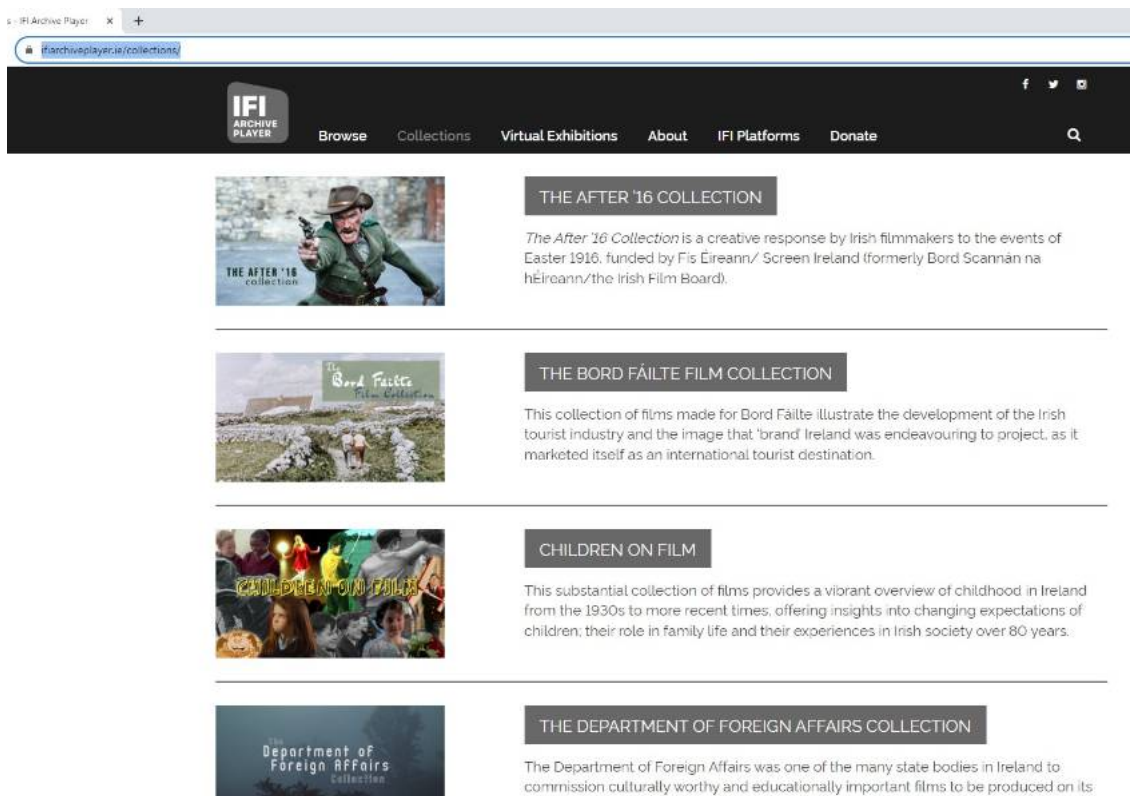 s - IFI Archive Player × +
ifiarchiveplayer.ie/collections/
IFI
ARCHIVE
PLAYER
Browse Collections Virtual Exhibitions About IFI Platforms Donate
THE AFTER '16
collection
THE AFTER '16 COLLECTION
The After '16 Collection is a creative response by Irish filmmakers to the events of
Easter 1916, funded by Fís Éireann/ Screen Ireland (formerly Bord Scannán na
hÉireann/the Irish Film Board).
The
Bord Failte
Film Collection
THE BORD FÁILTE FILM COLLECTION
This collection of films made for Bord Fáilte illustrate the development of the Irish
tourist industry and the image that 'brand' Ireland was endeavouring to project, as it
marketed itself as an international tourist destination.
CHILDREN ON FILM
CHILDREN ON FILM
This substantial collection of films provides a vibrant overview of childhood in Ireland
from the 1930s to more recent times, offering insights into changing expectations of
children; their role in family life and their experiences in Irish society over 80 years.
The
Department of
Foreign Affairs
Collection
THE DEPARTMENT OF FOREIGN AFFAIRS COLLECTION
The Department of Foreign Affairs was one of the many state bodies in Ireland to
commission culturally worthy and educationally important films to be produced on its